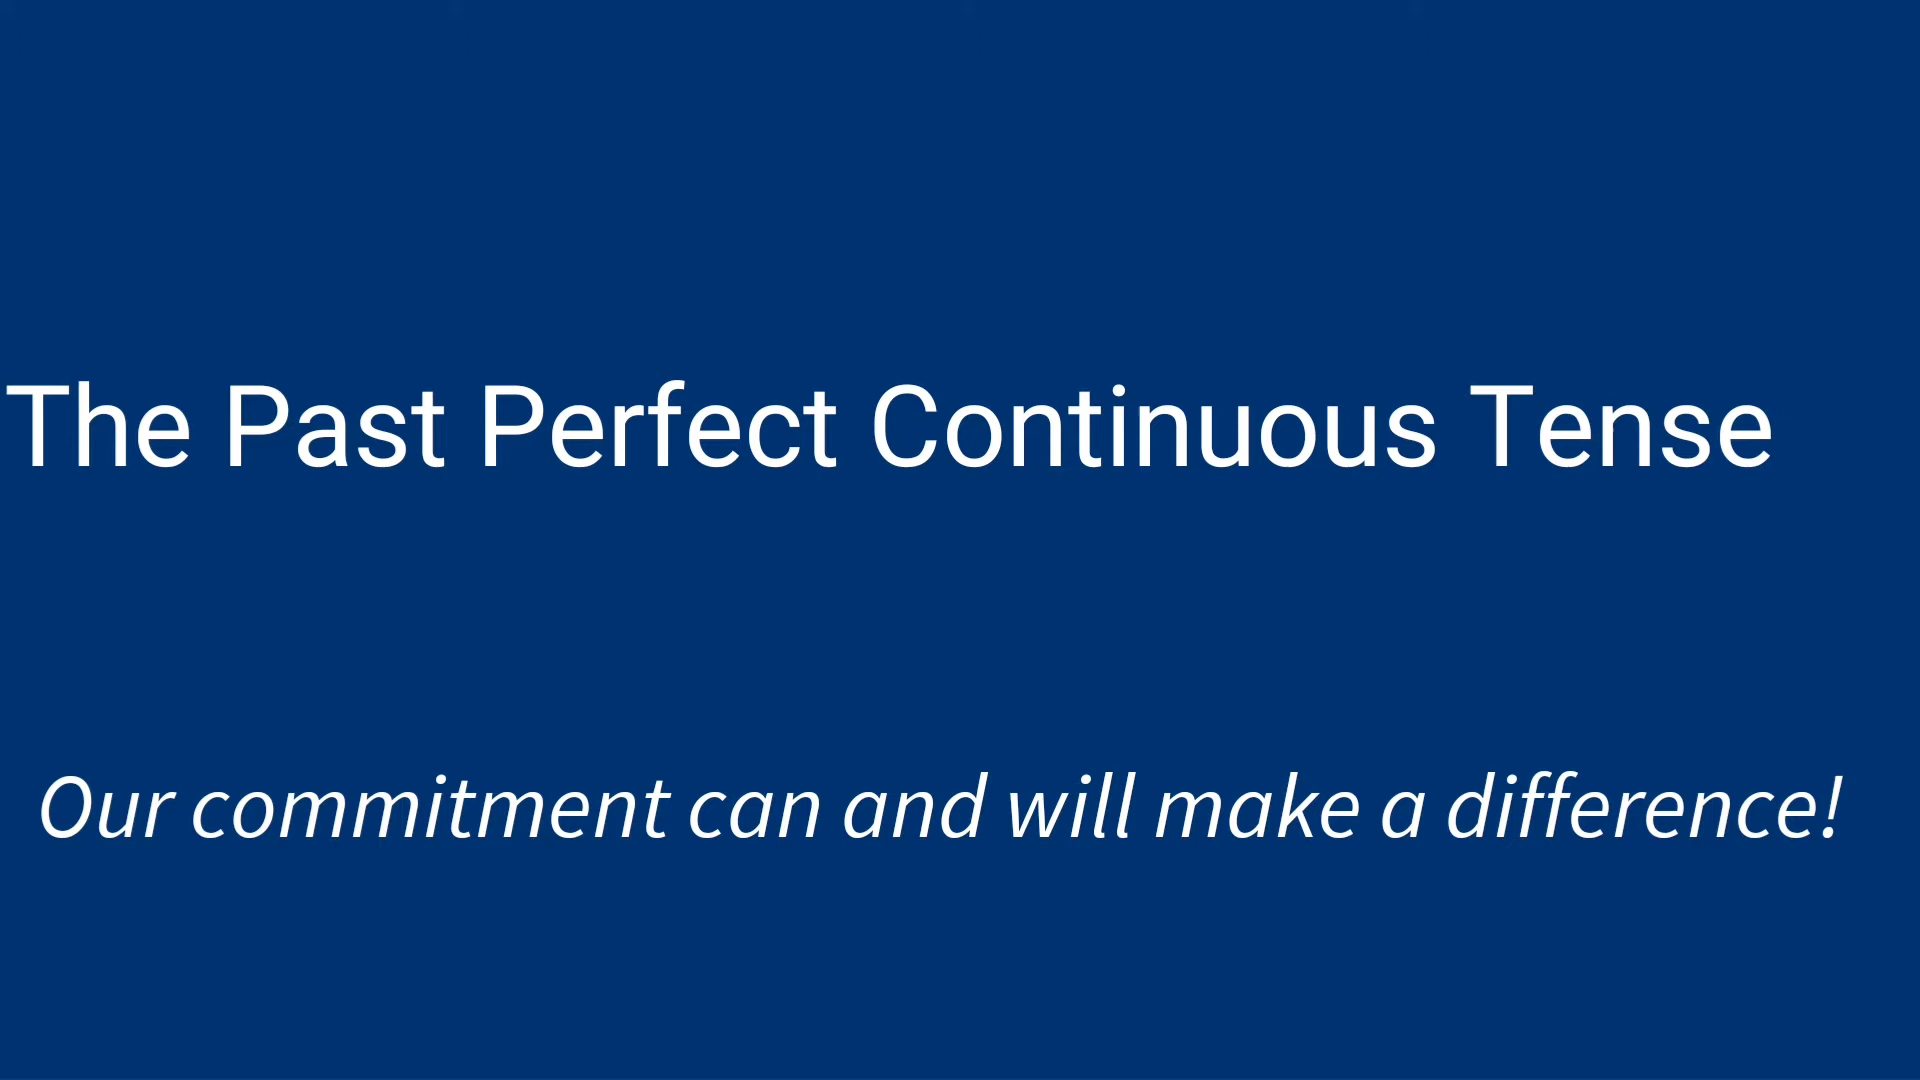 The Past Perfect Continuous Tense
Our commitment can and will make a difference!